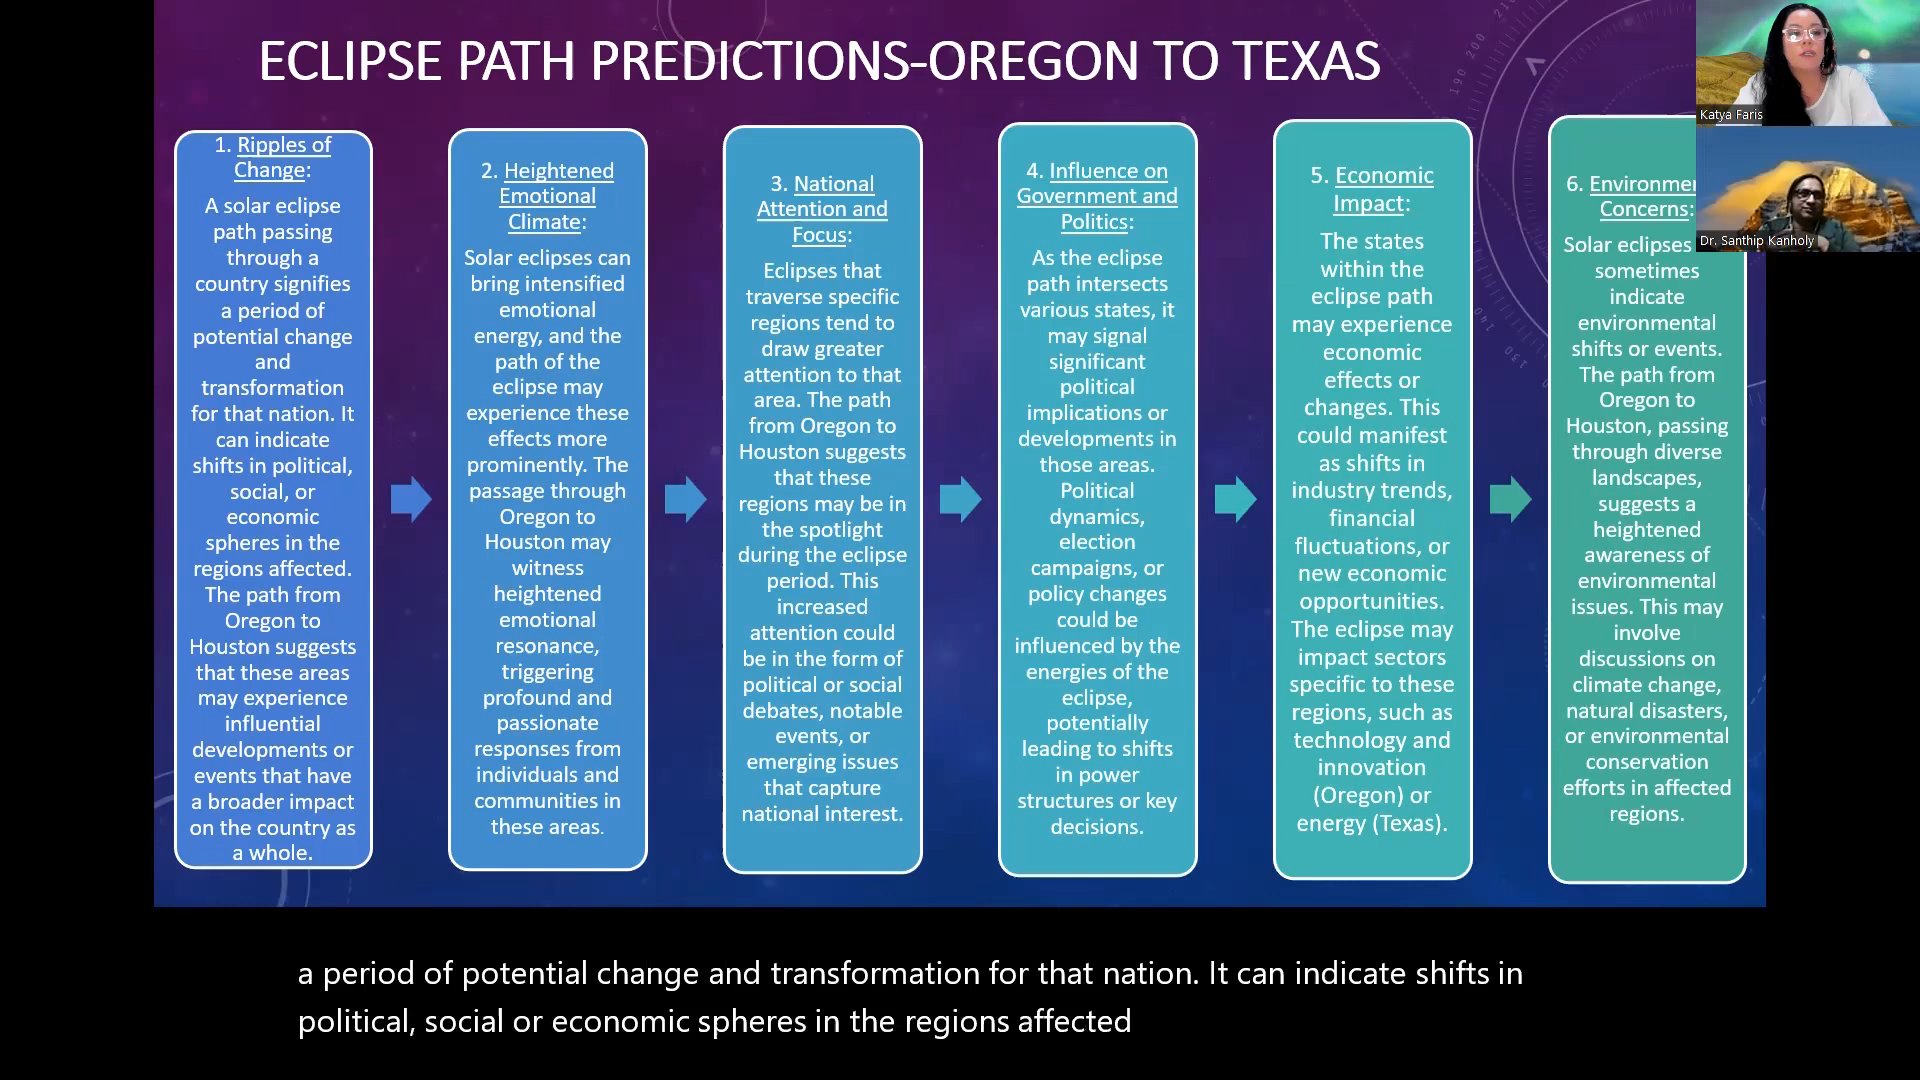 ECLIPSE PATH PREDICTIONS-OREGON TO TEXAS
1. Ripples of
Change:
A solar eclipse
path passing
through a
country signifies
a period of
potential change
and
transformation
for that nation. It
can indicate
shifts in political,
social, or
economic
spheres in the
regions affected.
The path from
Oregon to
Houston suggests
that these areas
may experience
influential
developments or
events that have
a broader impact
on the country as
a whole.
2. Heightened
Emotional
Climate:
Solar eclipses can
bring intensified
emotional
energy, and the
path of the
eclipse may
experience these
effects more
prominently. The
passage through
Oregon to
Houston may
witness
heightened
emotional
resonance,
triggering
profound and
passionate
responses from
individuals and
communities in
these areas.
3. National
Attention and
Focus:
Eclipses that
traverse specific
regions tend to
draw greater
attention to that
area. The path
from Oregon to
Houston suggests
that these
regions may be in
the spotlight
during the eclipse
period. This
increased
attention could
be in the form of
political or social
debates, notable
events, or
emerging issues
that capture
national interest.
4. Influence on
Government and
Politics:
As the eclipse
path intersects
various states, it
may signal
significant
political
implications or
developments in
those areas.
Political
dynamics,
election
campaigns, or
policy changes
could be
influenced by the
energies of the
eclipse,
potentially
leading to shifts
in power
structures or key
decisions.
5. Economic
Impact:
The states
within the
eclipse path
may experience
economic
effects or
changes. This
could manifest
as shifts in
industry trends,
financial
fluctuations, or
new economic
opportunities.
The eclipse may
impact sectors
specific to these
regions, such as
technology and
innovation
(Oregon) or
energy (Texas).
6. Environmen
Concerns:
Solar eclipses
sometimes
indicate
environmental
shifts or events.
The path from
Oregon to
Houston, passing
through diverse
landscapes,
suggests a
heightened
awareness of
environmental
issues. This may
involve
discussions on
climate change,
natural disasters,
or environmental
conservation
efforts in affected
regions.
Katya Faris
Dr. Santhip Kanholy
210
200
190
140
130
a period of potential change and transformation for that nation. It can indicate shifts in
political, social or economic spheres in the regions affected